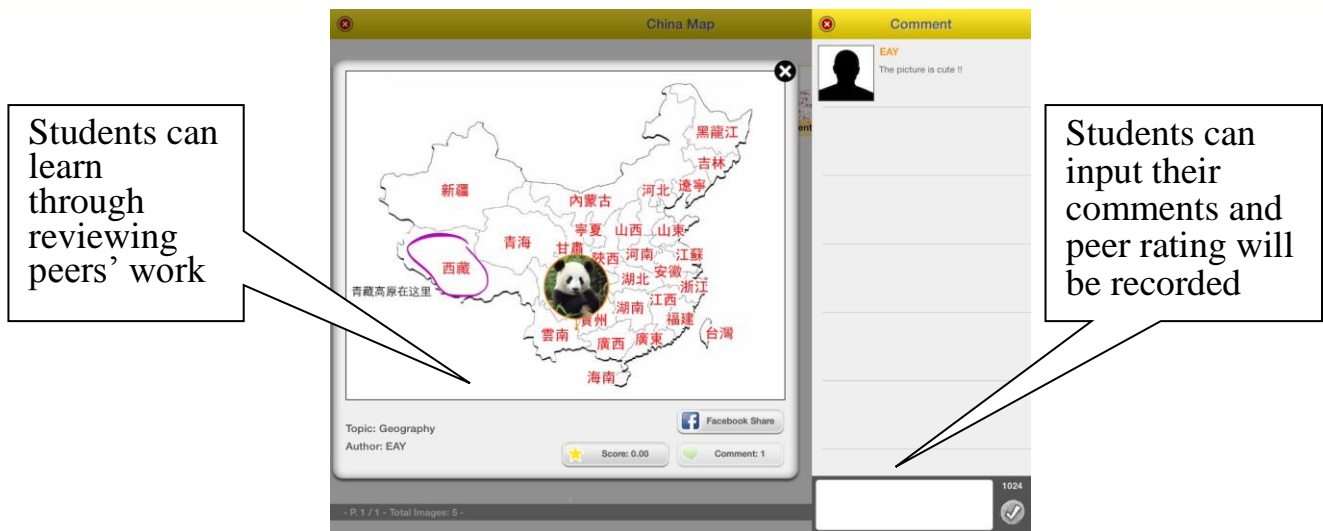 Students can
learn
through
reviewing
peers’ work
China Map
黑龍江
吉林
遼寧
河北
內蒙古
新疆
寧夏
山西
山東
青海
甘肅
陝西
河南
江蘇
西藏
安徽
湖北
浙江
青藏高原在这里
江西
湖南
貴州
福建
雲南
廣西
廣東
台灣
海南
Topic: Geography
Author: EAY
Facebook Share
Score: 0.00
Comment: 1
- P. 1 / 1 - Total Images: 5 -
Comment
EAY
The picture is cute !!
1024
Students can
input their
comments and
peer rating will
be recorded